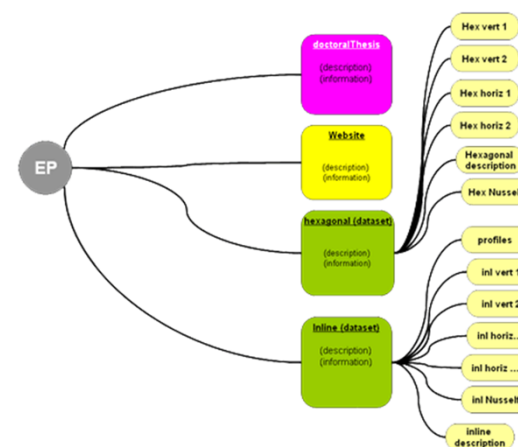 EP
doctoralThesis
(description)
(information)
Website
(description)
(information)
hexagonal (dataset)
(description)
(information)
Inline (dataset)
(description)
(information)
Hex vert 1
Hex vert 2
Hex horiz 1
Hex horiz 2
Hexagonal
description
Hex Nussel
profiles
inl vert 1
inl vert 2
inl horiz...
inl horiz ...
inl Nusselt
inline
description